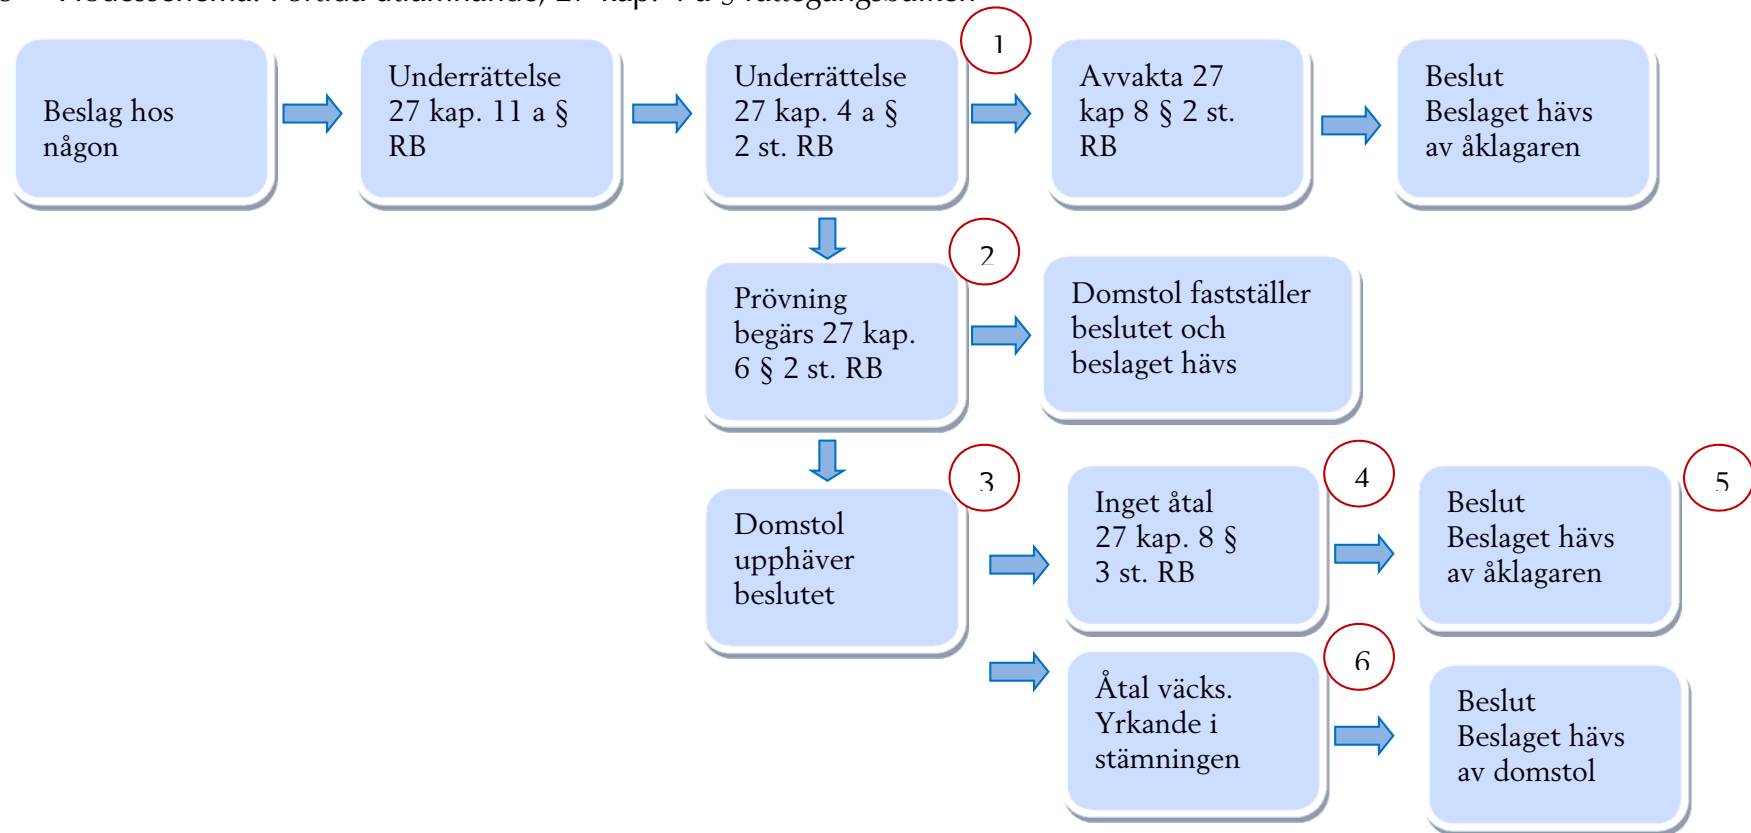 Beslag hos
någon
Underrättelse
27 kap. 11 a §
RB
Underrättelse
27 kap. 4 a §
2 st. RB
1
Avvakta 27
kap 8 § 2 st.
RB
Beslut
Beslaget hävs
av åklagaren
Prövning
begärs 27 kap.
6 § 2 st. RB
2
Domstol fastställer
beslutet och
beslaget hävs
Domstol
upphäver
beslutet
3
Inget åtal
27 kap. 8 §
3 st. RB
4
Beslut
Beslaget hävs
av åklagaren
5
Åtal väcks.
Yrkande i
stämningen
6
Beslut
Beslaget hävs
av domstol